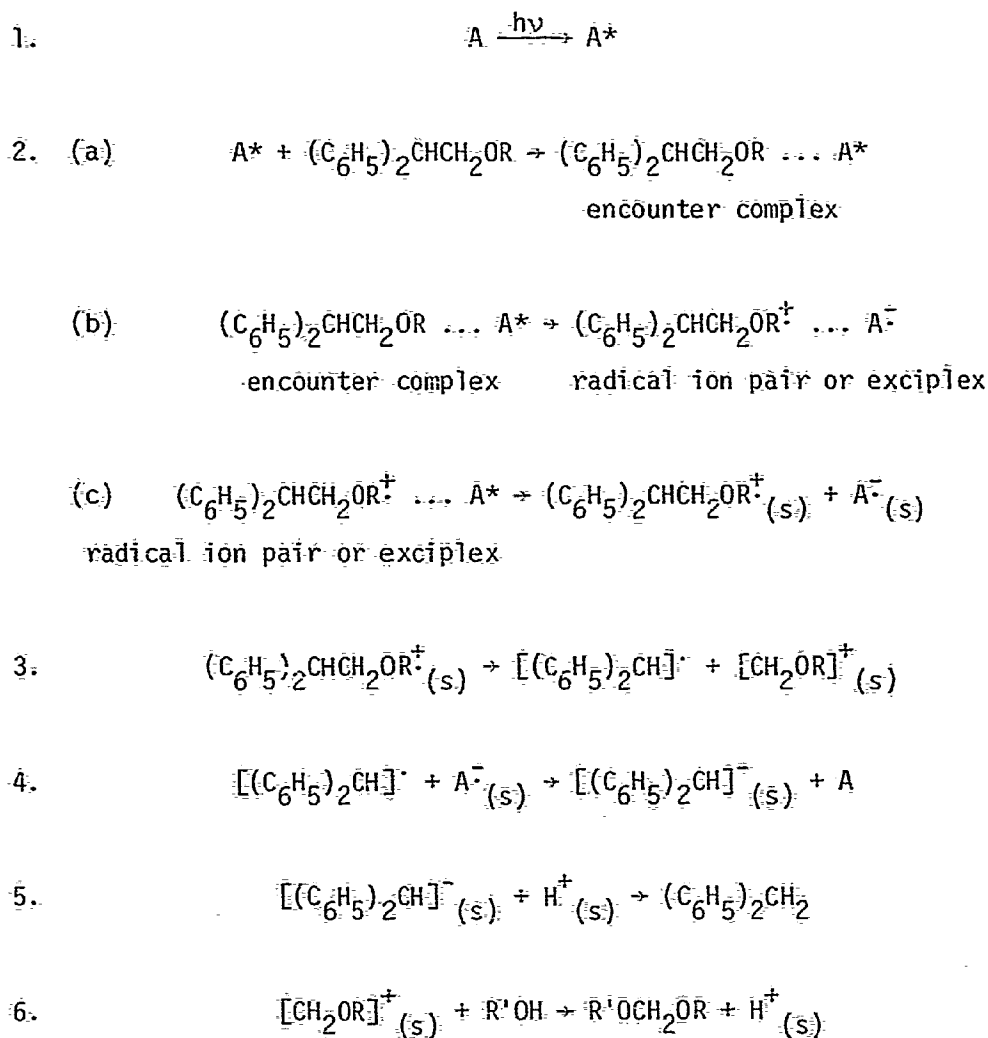 1. A hν → A*
2. (a) A* + (C6H5)2CHCH2OR → (C6H5)2CHCH2OR ... A*
encounter complex
(b) (C6H5)2CHCH2OR ... A* → (C6H5)2CHCH2OR+· ... A-·
encounter complex radical ion pair or exciplex
(c) (C6H5)2CHCH2OR+· ... A* → (C6H5)2CHCH2OR+·(s) + A-·(s)
radical ion pair or exciplex
3. (C6H5)2CHCH2OR+·(s) → [(C6H5)2CH]· + [CH2OR]+(s)
4. [(C6H5)2CH]· + A-·(s) → [(C6H5)2CH]-(s) + A
5. [(C6H5)2CH]-(s) + H+(s) → (C6H5)2CH2
6. [CH2OR]+(s) + R'OH → R'OCH2OR + H+(s)